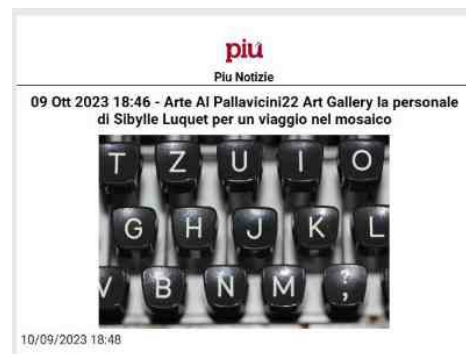 più
Piu Notizie
09 Ott 2023 18:46 - Arte Al Pallavicini22 Art Gallery la personale
di Sibylle Luquet per un viaggio nel mosaico
T Z U I O
G H J K L
V B N M ; ?
10/09/2023 18:48